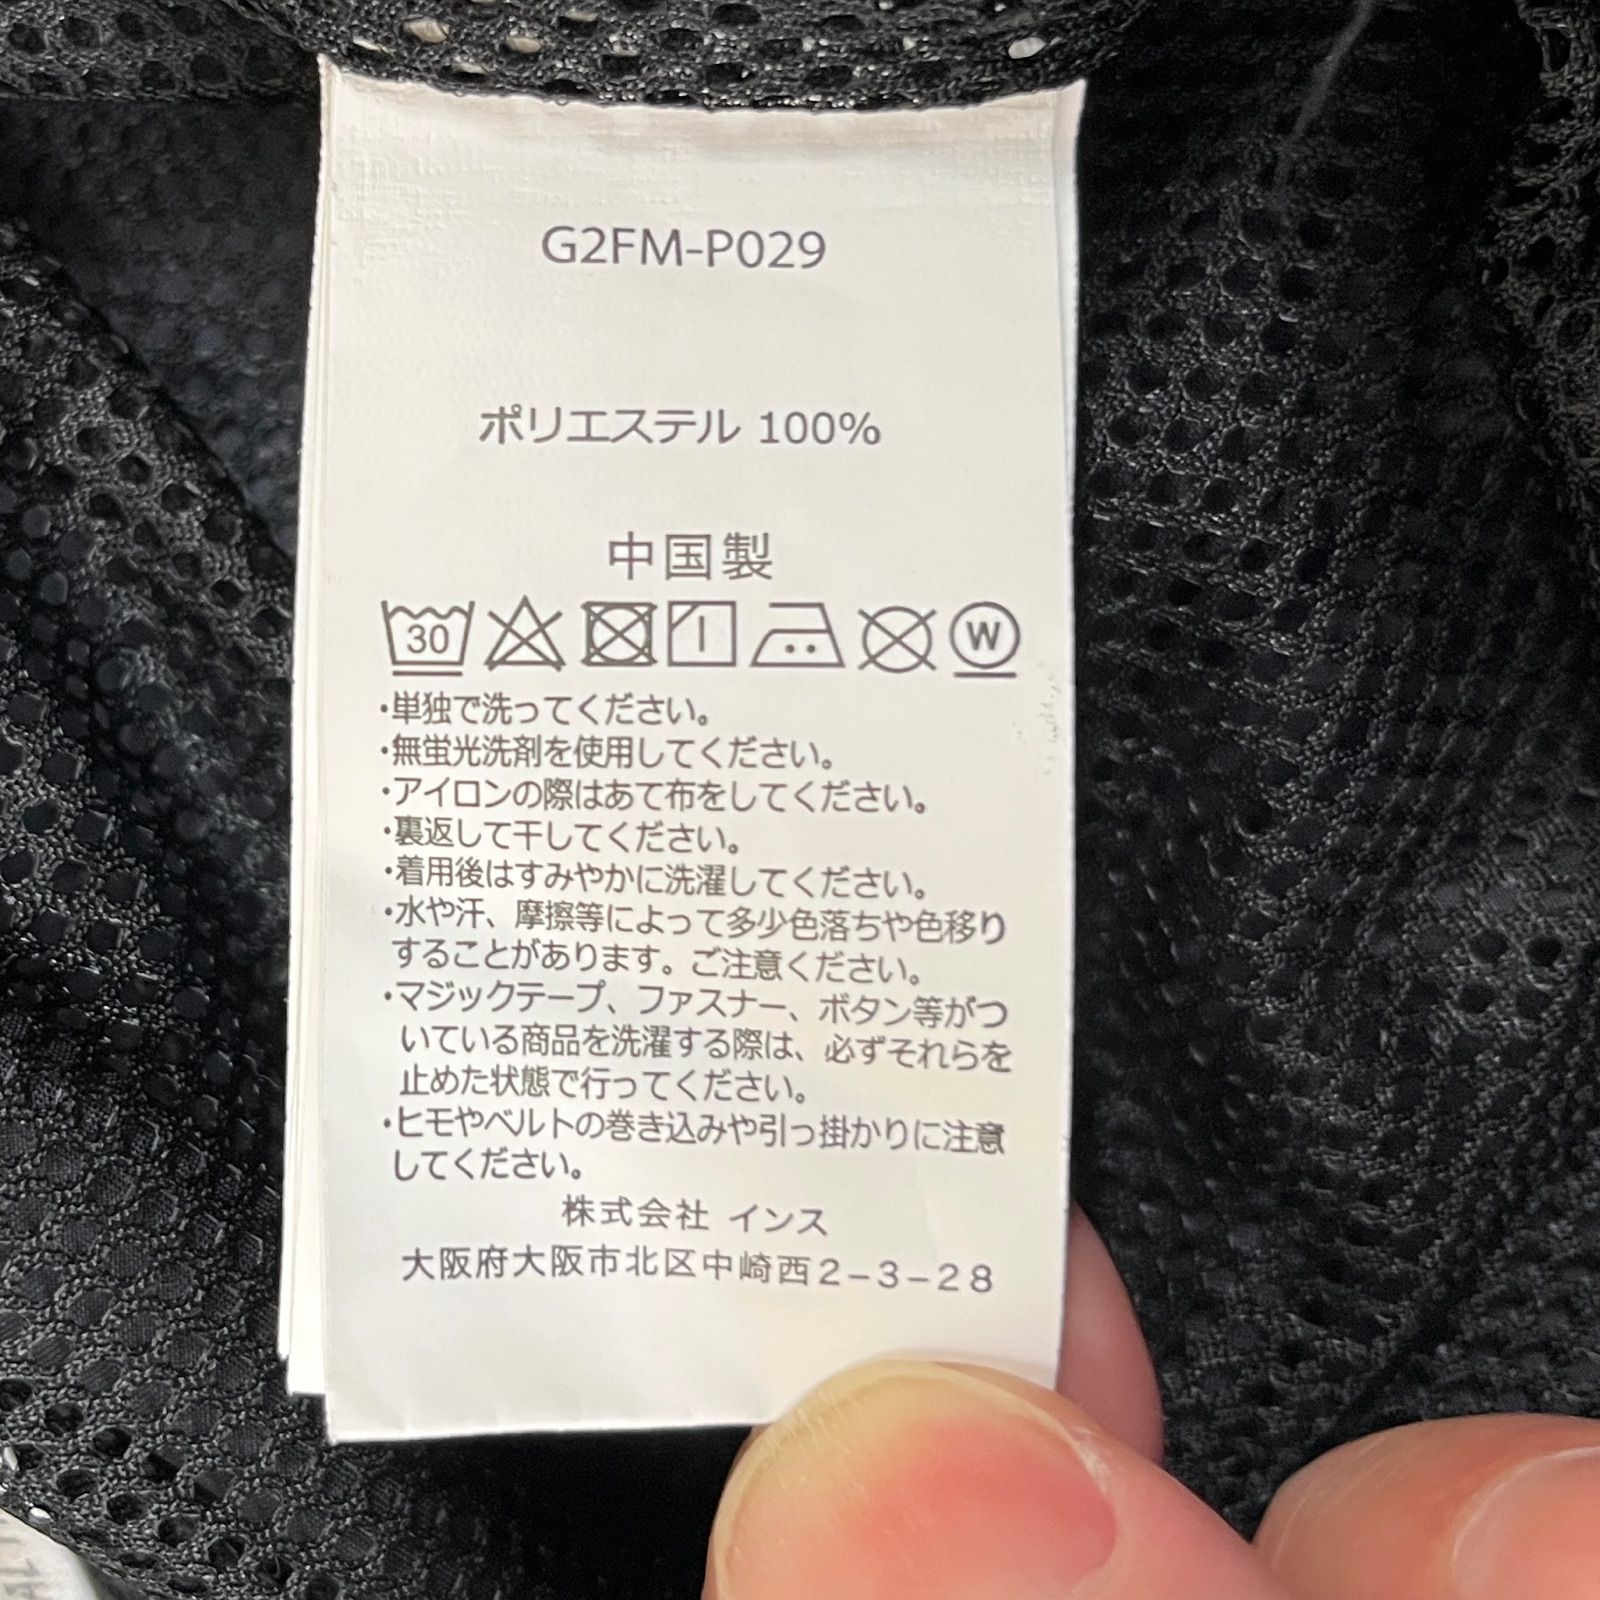 G2FM-P029
ポリエステル 100%
中国製
30 W
・単独で洗ってください。
・無蛍光洗剤を使用してください。
・アイロンの際はあて布をしてください。
・裏返して干してください。
・着用後はすみやかに洗濯してください。
・水や汗、摩擦等によって多少色落ちや色移り
することがあります。ご注意ください。
・マジックテープ、ファスナー、ボタン等がつ
いている商品を洗濯する際は、必ずそれらを
止めた状態で行ってください。
・ヒモやベルトの巻き込みや引っ掛かりに注意
してください。
株式会社 インス
大阪府大阪市北区中崎西2-3-28